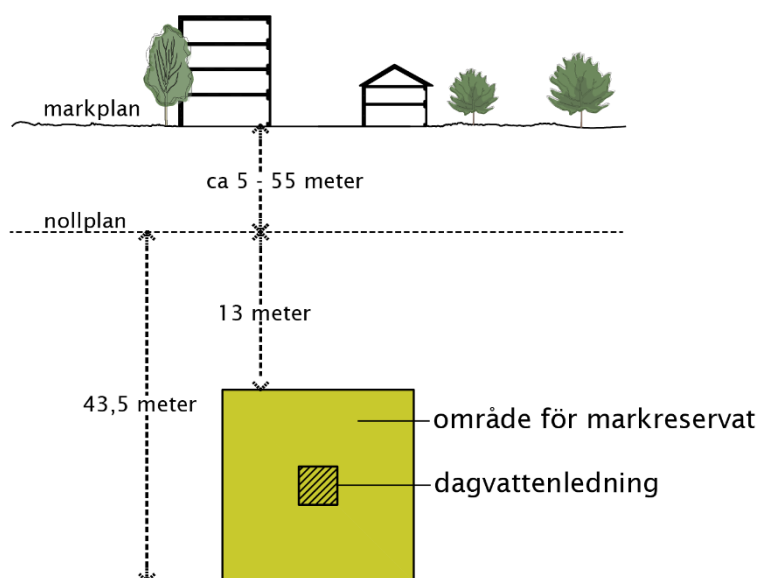 markplan
ca 5 - 55 meter
nollplan
13 meter
43,5 meter
område för markreservat
dagvattenledning